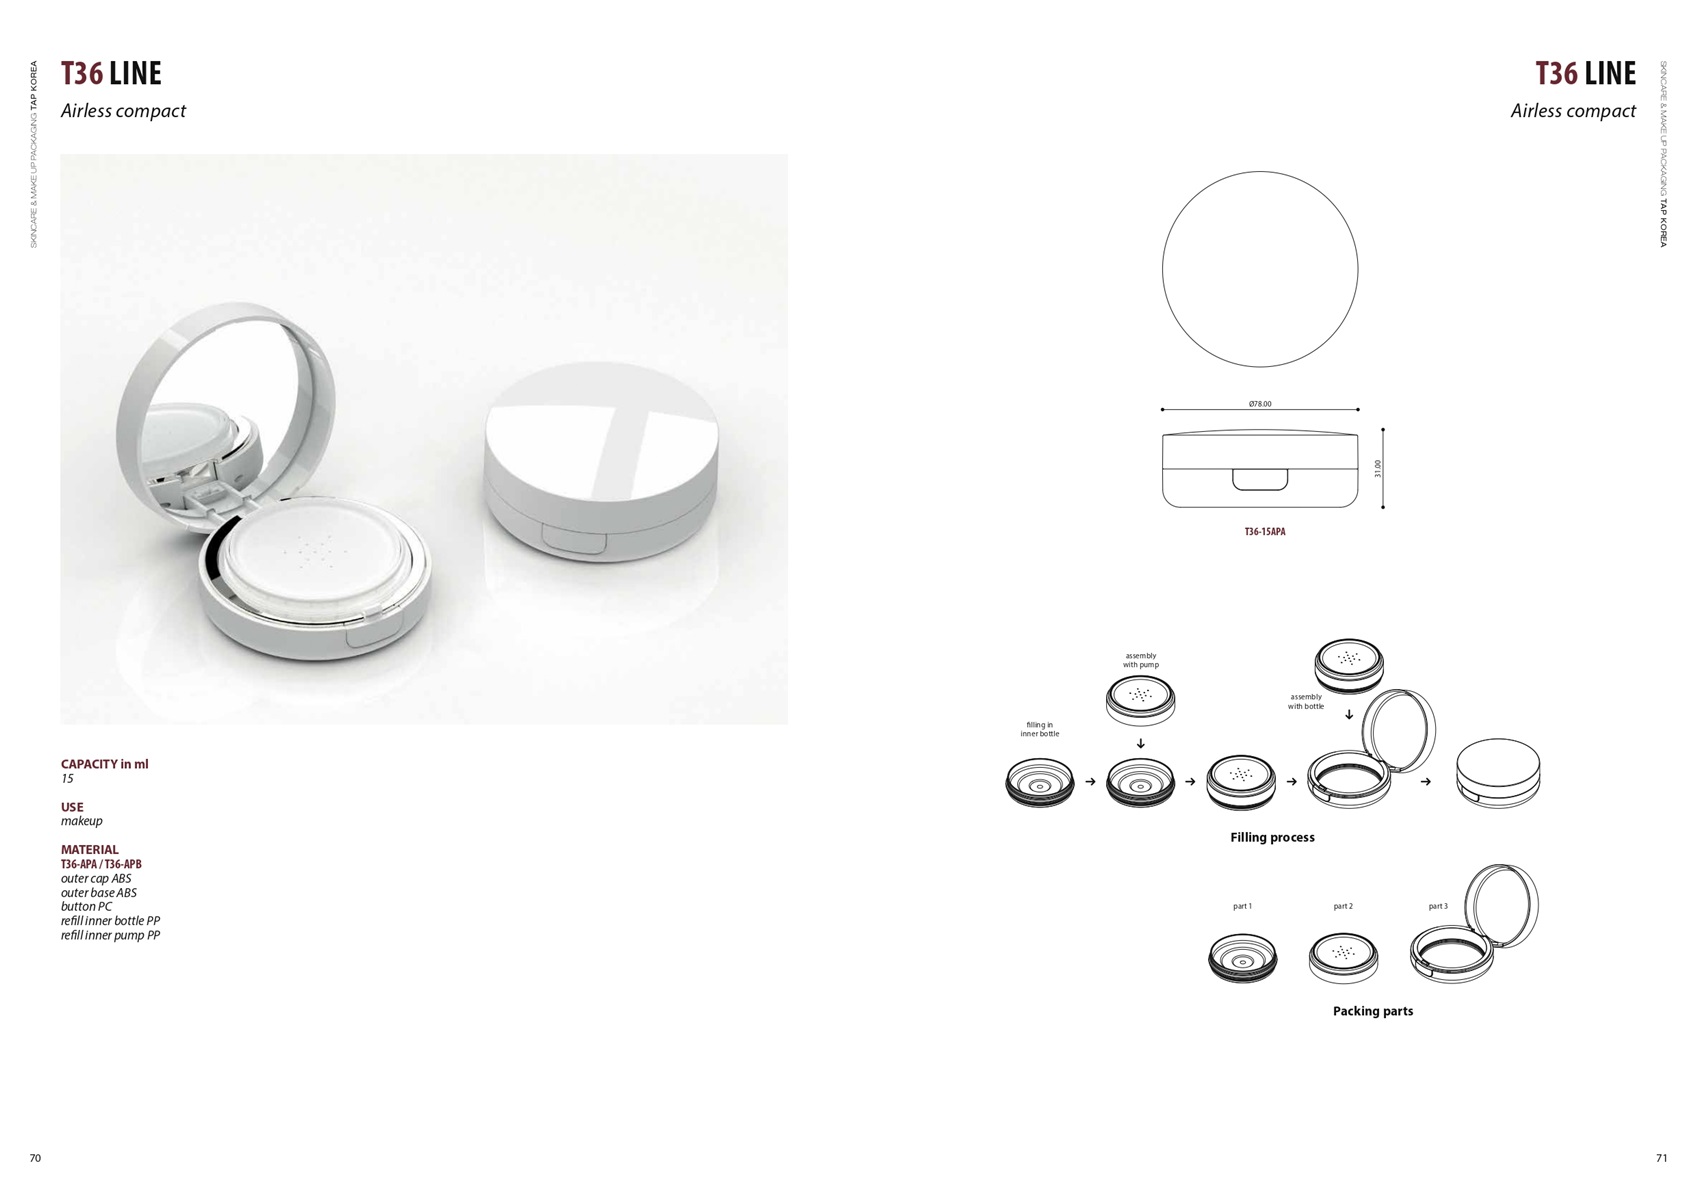 SKINCARE & MAKE UP PACKAGING TAP KOREA
T36 LINE
Airless compact
CAPACITY in ml
15
USE
makeup
MATERIAL
T36-APA / T36-APB
outer cap ABS
outer base ABS
button PC
refill inner bottle PP
refill inner pump PP
70
T36 LINE
Airless compact
SKINCARE & MAKE UP PACKAGING TAP KOREA
Ø78.00
31.00
T36-15APA
assembly
with pump
assembly
with bottle
filling in
inner bottle
Filling process
part 1
part 2
part 3
Packing parts
71